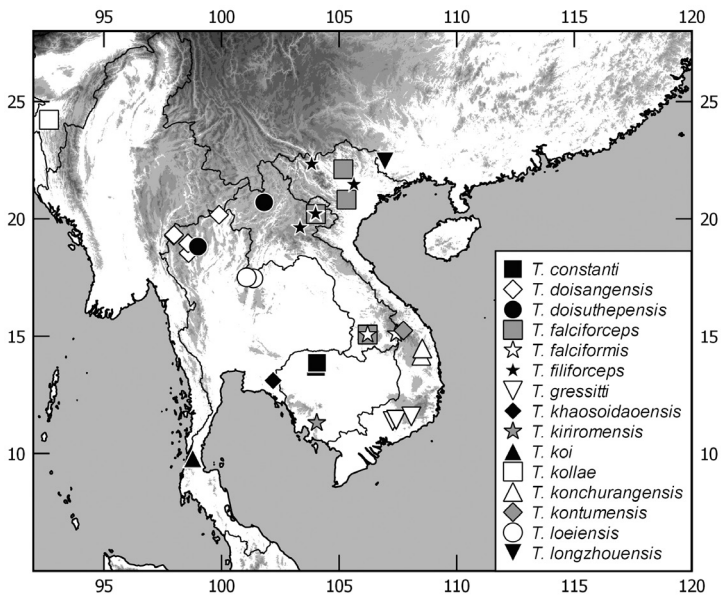 95 100 105 110 115 120
25 25
20 20
15 15
10 10
T. constanti
T. doisangensis
T. doisuthepensis
T. falciforceps
T. falciformis
T. filiforceps
T. gressitti
T. khaosoidaoensis
T. kiriromensis
T. koi
T. kollae
T. konchurangensis
T. kontumensis
T. loeiensis
T. longzhouensis
95 100 105 110 115 120